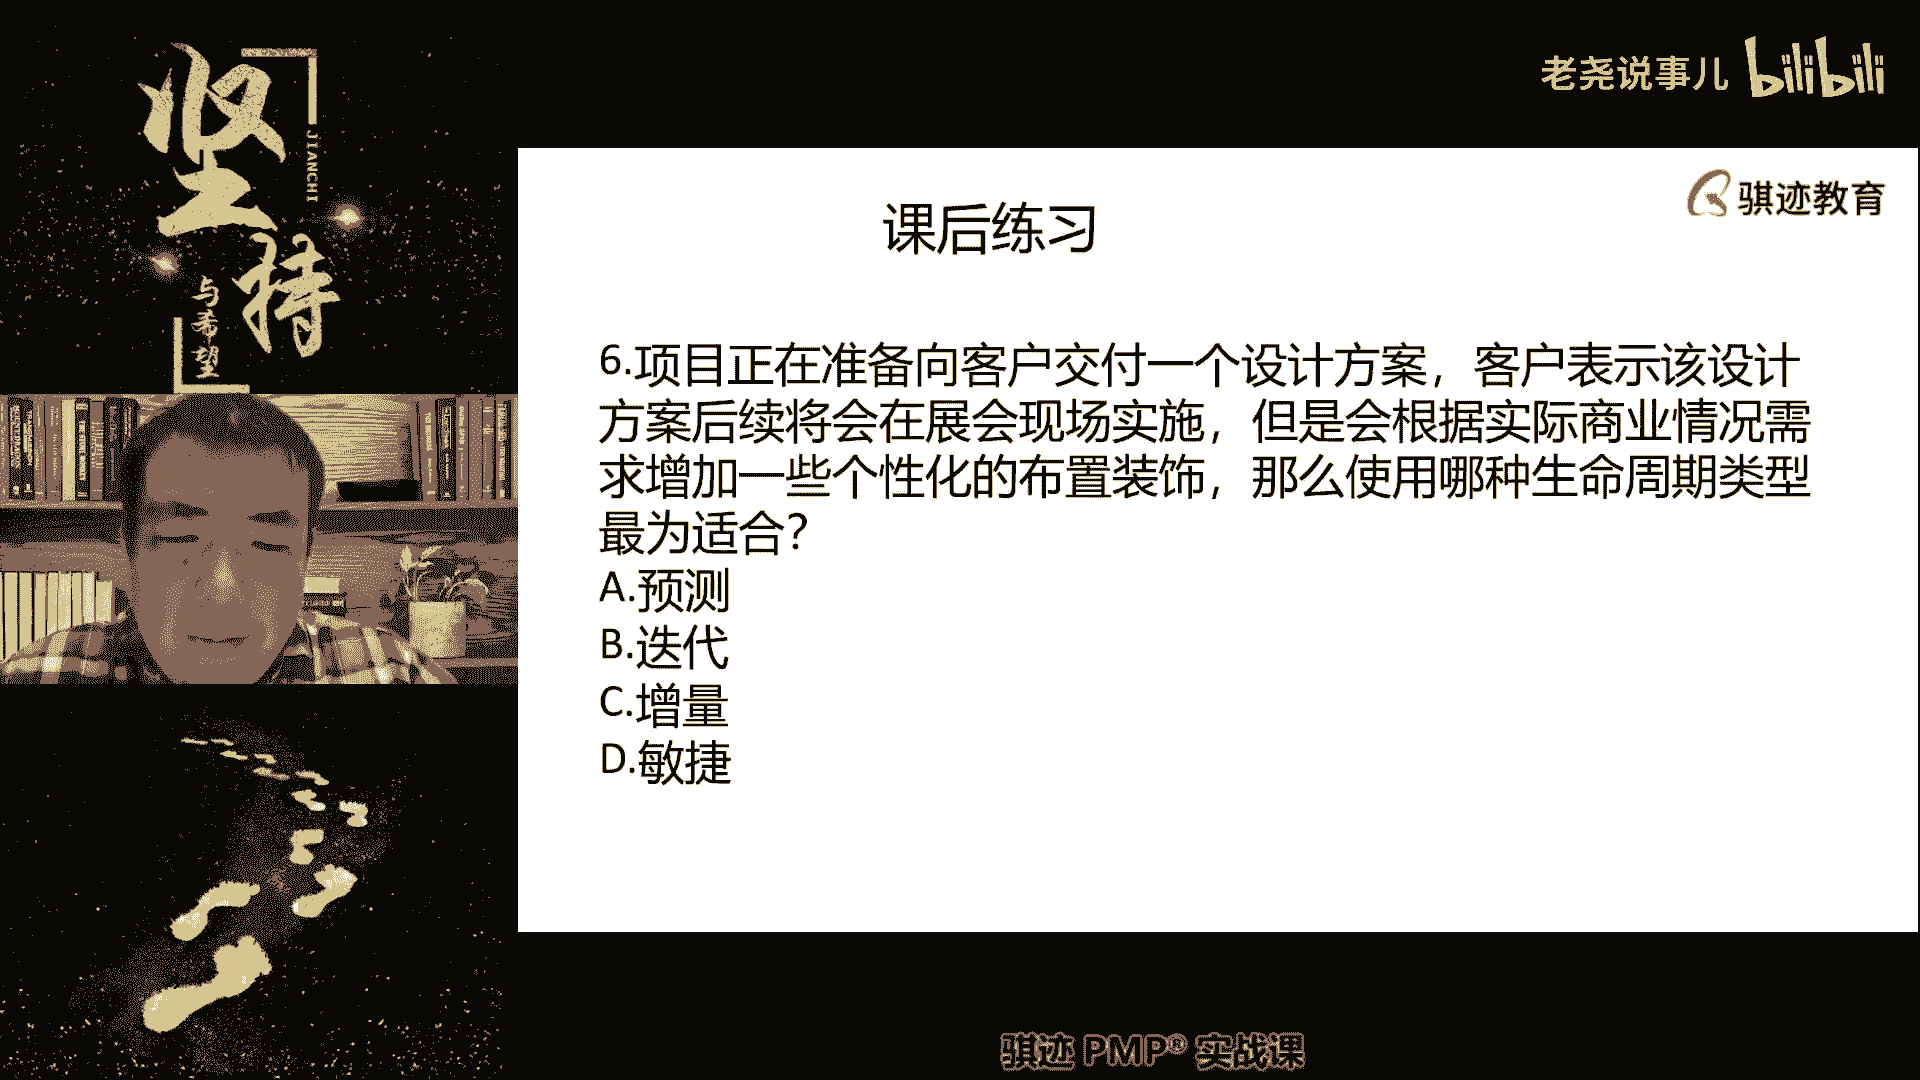 坚持
JIANCHI
与希望
老尧说事儿 bilibili
骐迹教育
课后练习
6.项目正在准备向客户交付一个设计方案，客户表示该设计
方案后续将会在展会现场实施，但是会根据实际商业情况需
求增加一些个性化的布置装饰，那么使用哪种生命周期类型
最为适合？
A.预测
B.迭代
C.增量
D.敏捷
骐迹 PMP® 实战课